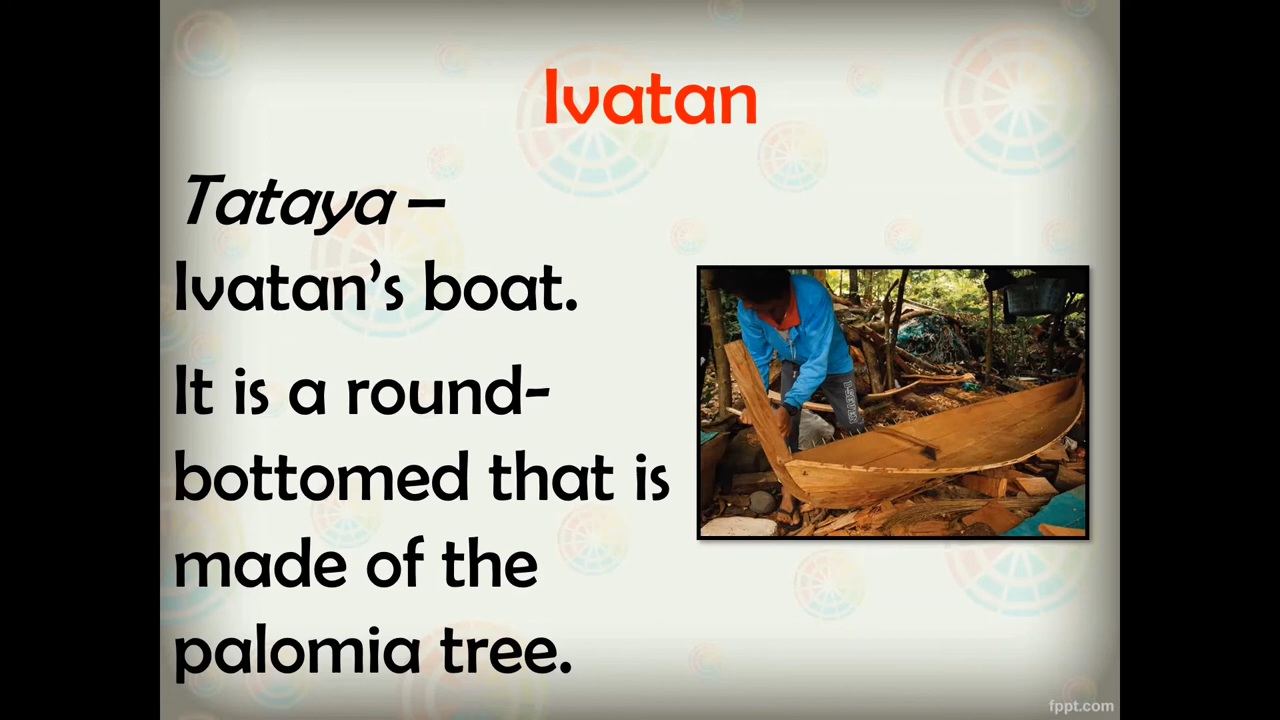 Ivatan
Tataya –
Ivatan's boat.
It is a round-
bottomed that is
made of the
palomia tree.
fppt.com